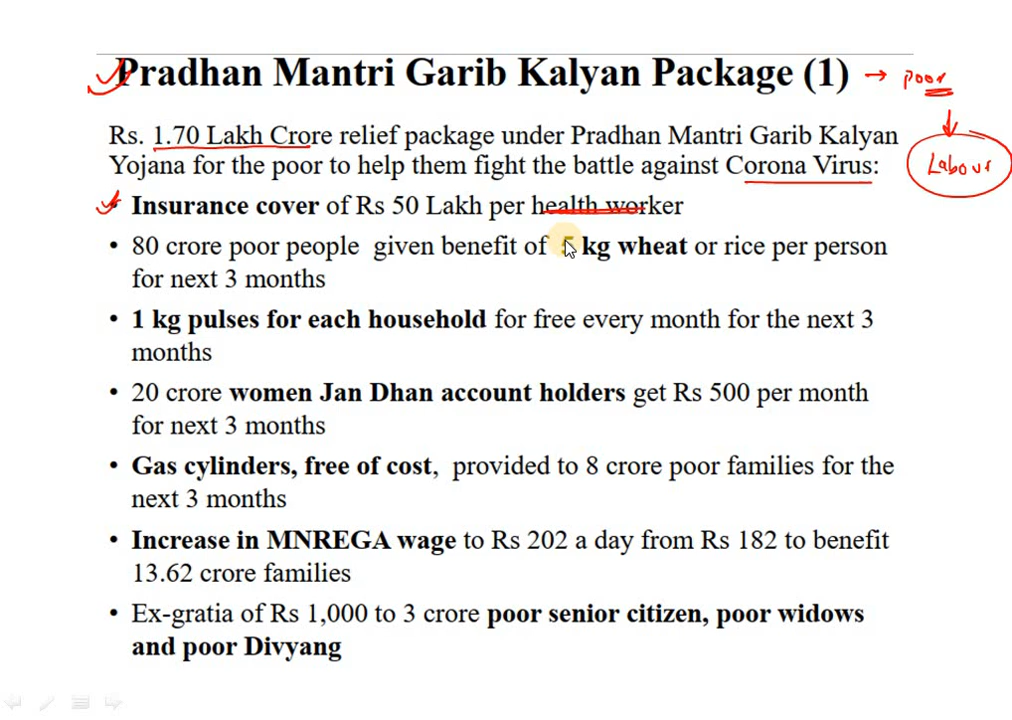 Pradhan Mantri Garib Kalyan Package (1) → poor
Rs. 1.70 Lakh Crore relief package under Pradhan Mantri Garib Kalyan
Yojana for the poor to help them fight the battle against Corona Virus:
Labour
• Insurance cover of Rs 50 Lakh per health worker
• 80 crore poor people given benefit of 5 kg wheat or rice per person
for next 3 months
• 1 kg pulses for each household for free every month for the next 3
months
• 20 crore women Jan Dhan account holders get Rs 500 per month
for next 3 months
• Gas cylinders, free of cost, provided to 8 crore poor families for the
next 3 months
• Increase in MNREGA wage to Rs 202 a day from Rs 182 to benefit
13.62 crore families
• Ex-gratia of Rs 1,000 to 3 crore poor senior citizen, poor widows
and poor Divyang